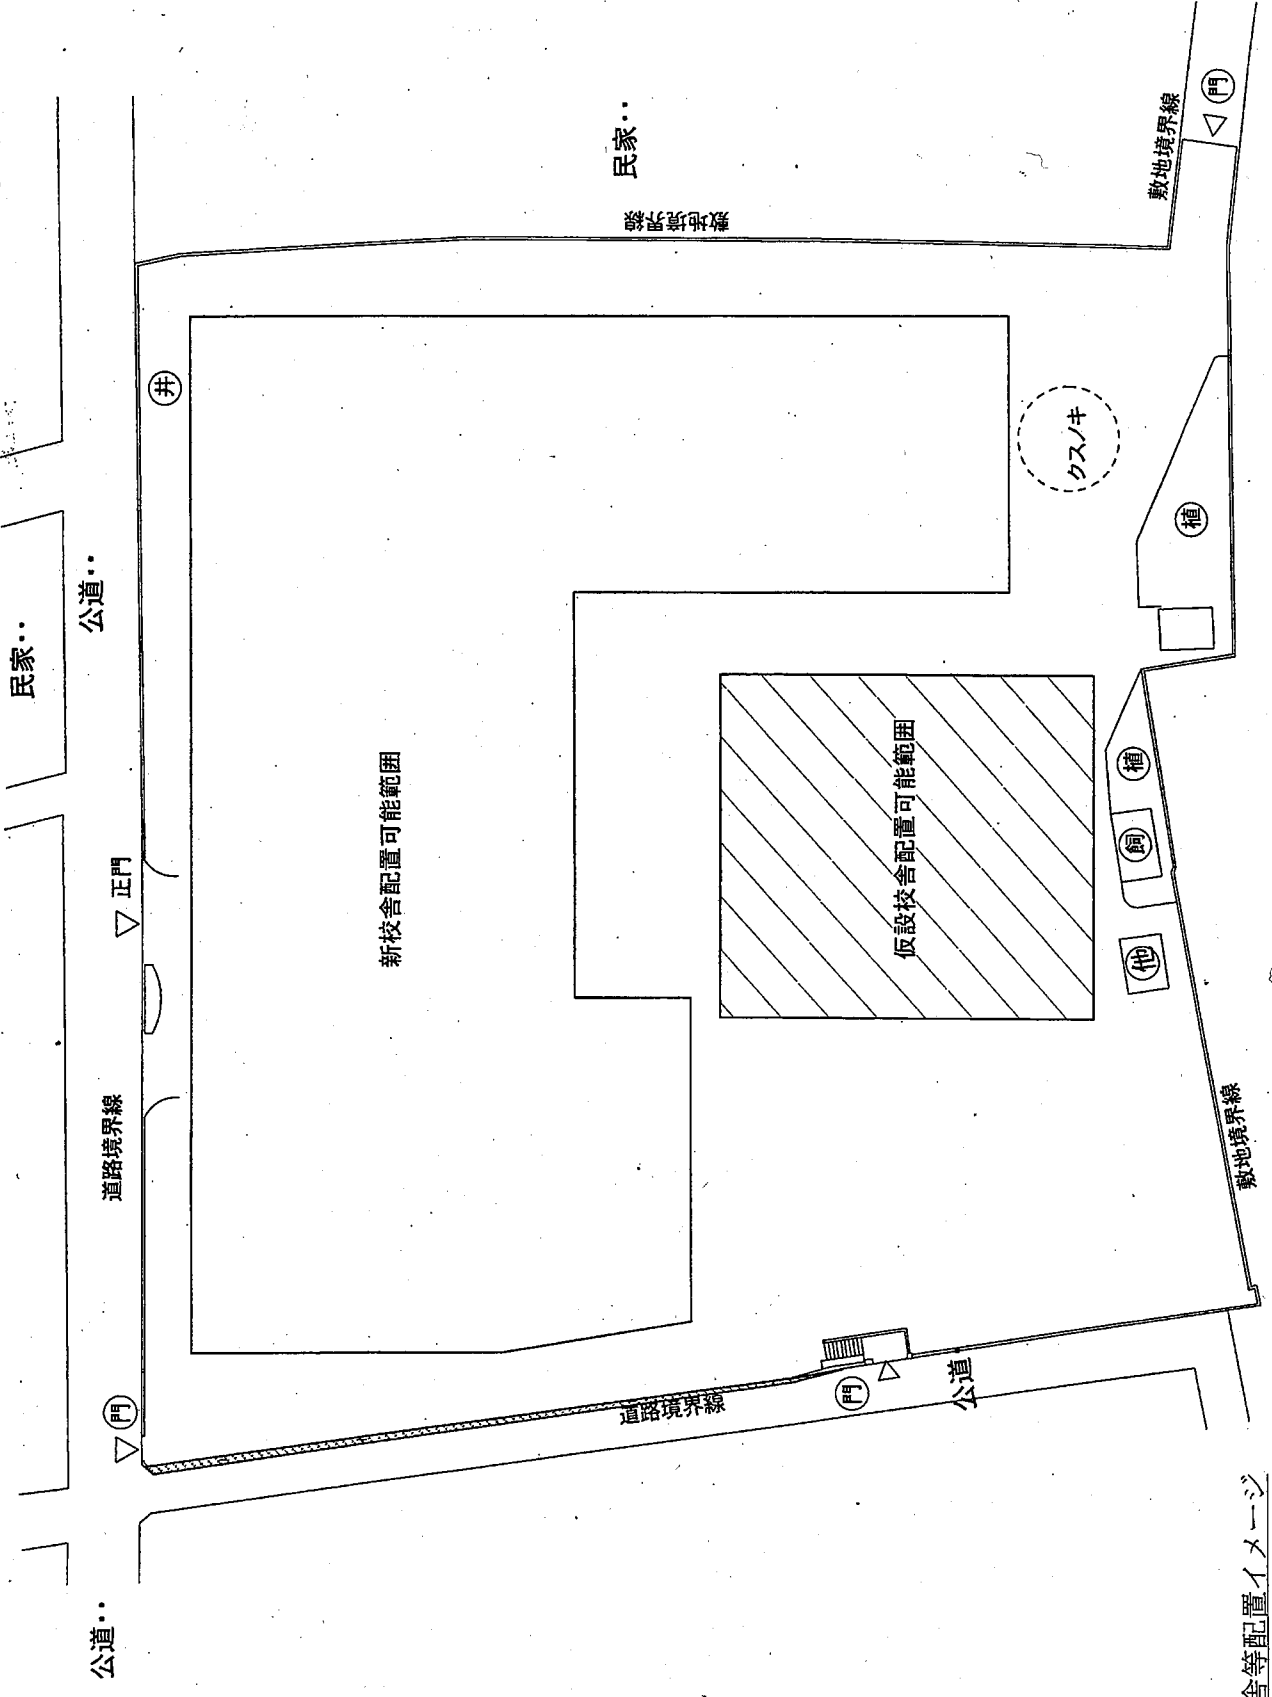 民家‥
公道‥
民家‥
敷地境界線
敷地境界線
門
井
正門
新校舎配置可能範囲
仮設校舎配置可能範囲
クスノキ
植
植
飼
他
道路境界線
敷地境界線
門
道路境界線
門
公道‥
公道‥
舎等配置イメージ